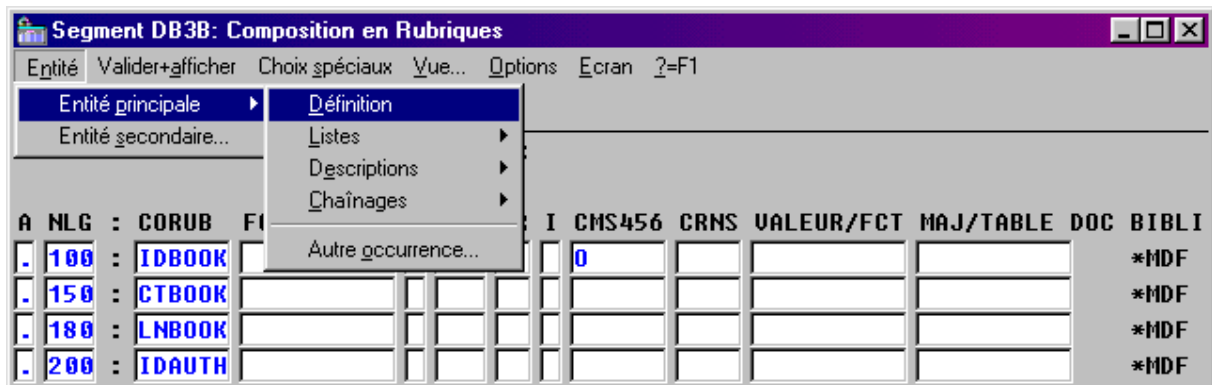 Segment DB3B: Composition en Rubriques
Entité Valider+afficher Choix spéciaux Vue... Options Ecran ?=F1
Entité principale
Entité secondaire...
Définition
Listes
Descriptions
Chaînages
Autre occurrence...
:
A NLG : CORUB I CMS456 CRNS VALEUR/FCT MAJ/TABLE DOC BIBLI
. 100 : IDBOOK O *MDF
. 150 : CTBOOK *MDF
. 180 : LNBOOK *MDF
. 200 : IDAUTH *MDF